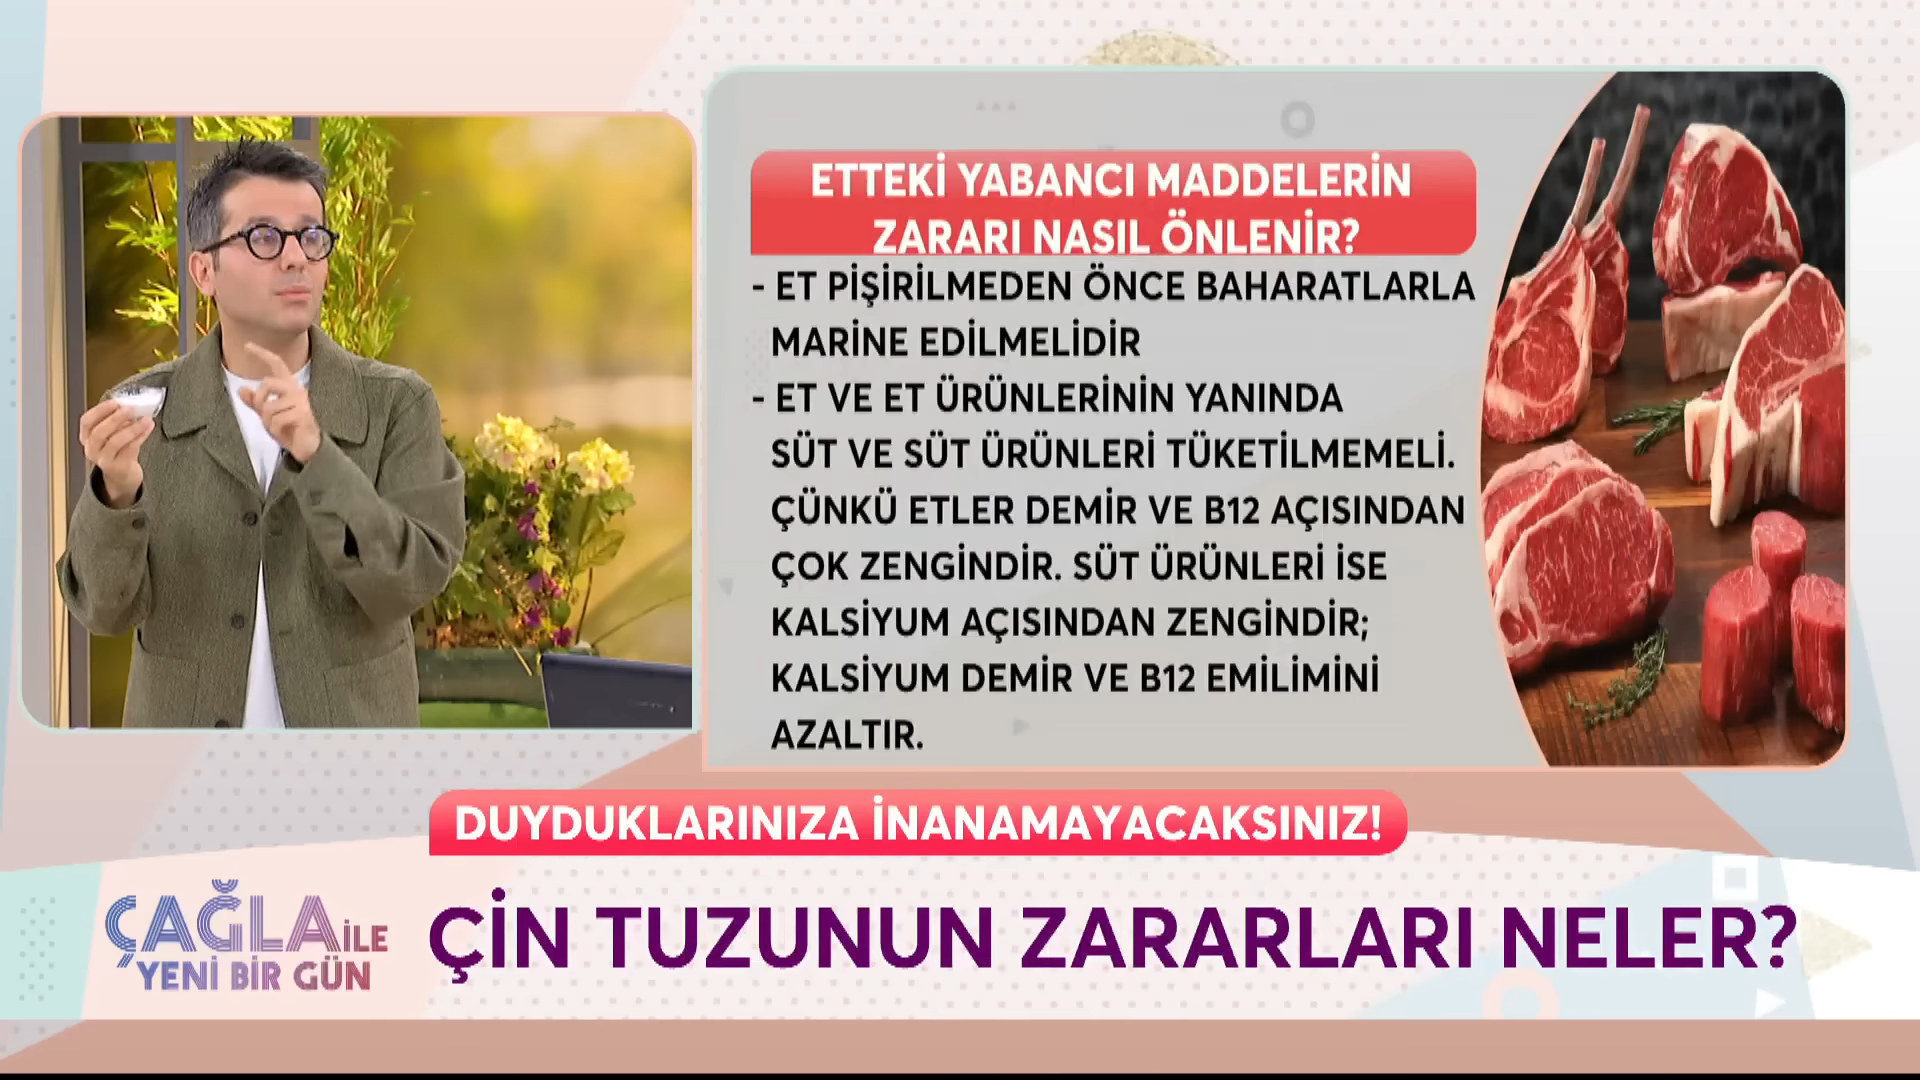 ETTEKİ YABANCI MADDELERİN
ZARARI NASIL ÖNLENİR?
- ET PİŞİRİLMEDEN ÖNCE BAHARATLARLA
MARİNE EDİLMELİDİR
- ET VE ET ÜRÜNLERİNİN YANINDA
SÜT VE SÜT ÜRÜNLERİ TÜKETİLMEMELİ.
ÇÜNKÜ ETLER DEMİR VE B12 AÇISINDAN
ÇOK ZENGİNDİR. SÜT ÜRÜNLERİ İSE
KALSİYUM AÇISINDAN ZENGİNDİR;
KALSİYUM DEMİR VE B12 EMİLİMİNİ
AZALTIR.
DUYDUKLARINIZA İNANAMAYACAKSINIZ!
ÇAĞLA İLE
YENİ BİR GÜN
ÇİN TUZUNUN ZARARLARI NELER?